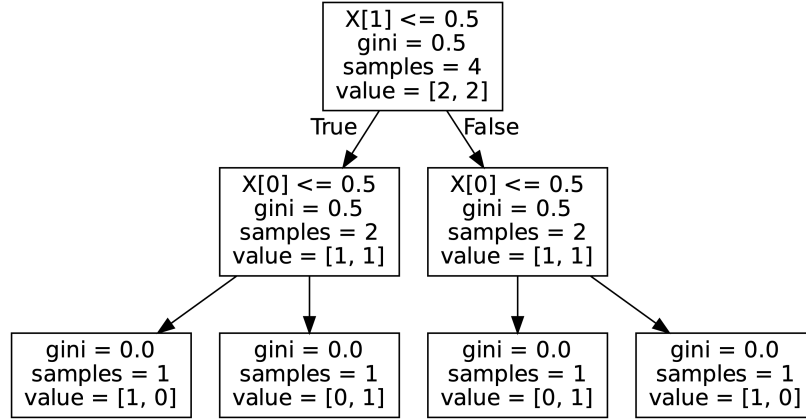 X[1] <= 0.5
gini = 0.5
samples = 4
value = [2, 2]
True
False
X[0] <= 0.5
gini = 0.5
samples = 2
value = [1, 1]
X[0] <= 0.5
gini = 0.5
samples = 2
value = [1, 1]
gini = 0.0
samples = 1
value = [1, 0]
gini = 0.0
samples = 1
value = [0, 1]
gini = 0.0
samples = 1
value = [0, 1]
gini = 0.0
samples = 1
value = [1, 0]